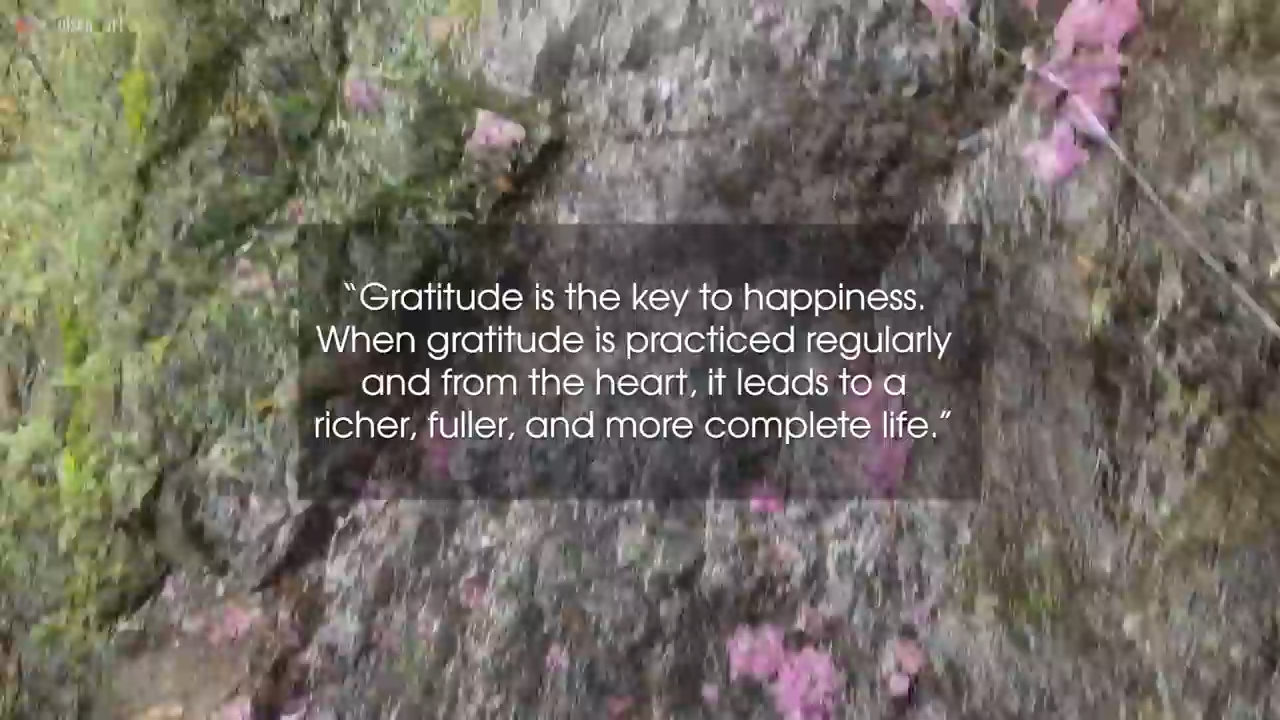 “Gratitude is the key to happiness.
When gratitude is practiced regularly
and from the heart, it leads to a
richer, fuller, and more complete life.”